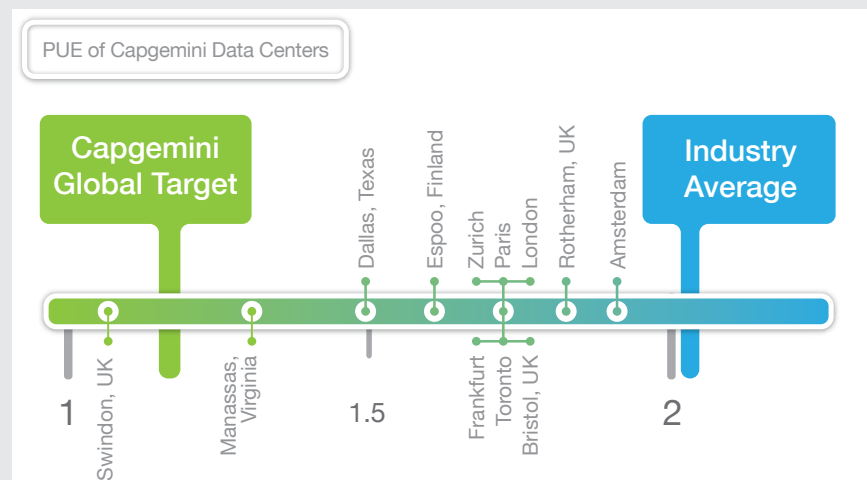 PUE of Capgemini Data Centers
Capgemini
Global Target
Dallas, Texas
Espoo, Finland
Zurich
Paris
London
Rotherham, UK
Amsterdam
Industry
Average
Swindon, UK
Manassas,
Virginia
Frankfurt
Toronto
Bristol, UK
1
1.5
2